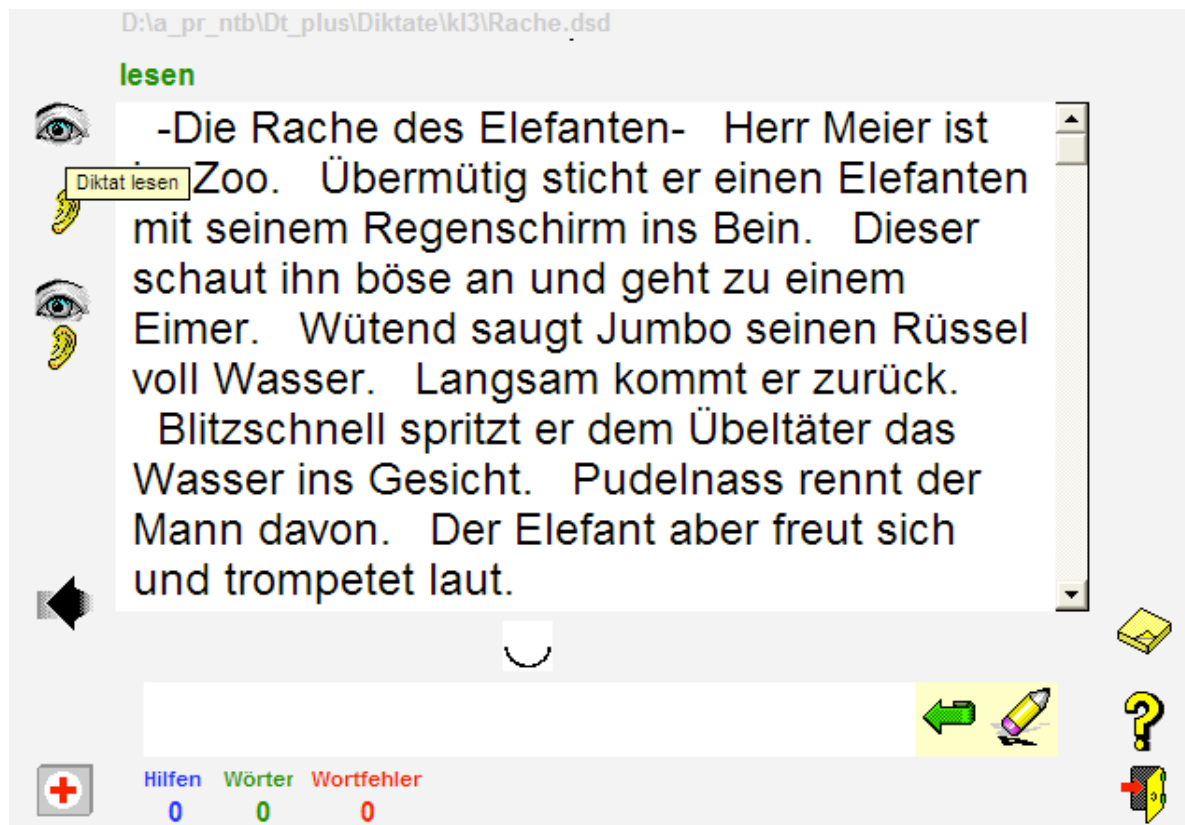 D:\a_pr_ntb\Dt_plus\Diktate\kl3\Rache.dsd
lesen
-Die Rache des Elefanten- Herr Meier ist
Zoo. Übermütig sticht er einen Elefanten
Diktat lesen
mit seinem Regenschirm ins Bein. Dieser
schaut ihn böse an und geht zu einem
Eimer. Wütend saugt Jumbo seinen Rüssel
voll Wasser. Langsam kommt er zurück.
Blitzschnell spritzt er dem Übeltäter das
Wasser ins Gesicht. Pudelnass rennt der
Mann davon. Der Elefant aber freut sich
und trompetet laut.
Hilfen Wörter Wortfehler
0 0 0